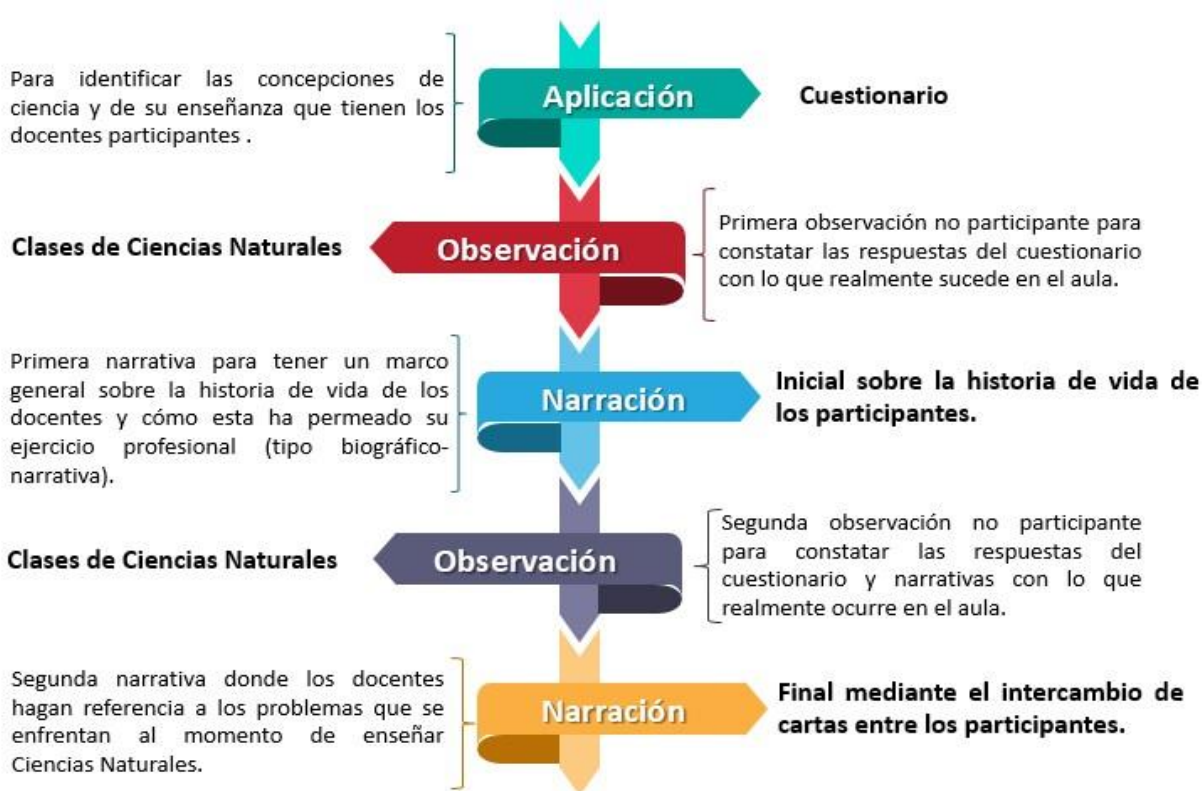 Para identificar las concepciones de
ciencia y de su enseñanza que tienen los
docentes participantes .
Aplicación
Cuestionario
Clases de Ciencias Naturales
Observación
Primera observación no participante para
constatar las respuestas del cuestionario
con lo que realmente sucede en el aula.
Primera narrativa para tener un marco
general sobre la historia de vida de los
docentes y cómo esta ha permeado su
ejercicio profesional (tipo biográfico-
narrativa).
Narración
Inicial sobre la historia de vida de
los participantes.
Clases de Ciencias Naturales
Observación
Segunda observación no participante
para constatar las respuestas del
cuestionario y narrativas con lo que
realmente ocurre en el aula.
Segunda narrativa donde los docentes
hagan referencia a los problemas que se
enfrentan al momento de enseñar
Ciencias Naturales.
Narración
Final mediante el intercambio de
cartas entre los participantes.